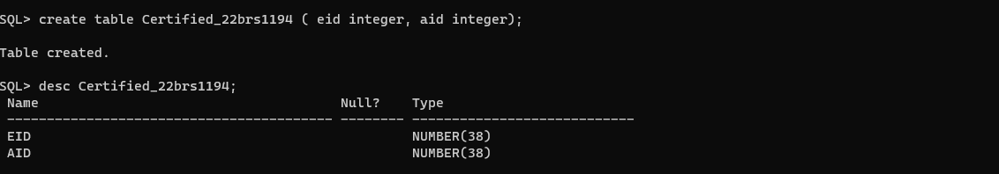 SQL> create table Certified_22brs1194 ( eid integer, aid integer);
Table created.
SQL> desc Certified_22brs1194;
Name Null? Type
----------------------------------------- -------- ----------------------------
EID NUMBER(38)
AID NUMBER(38)